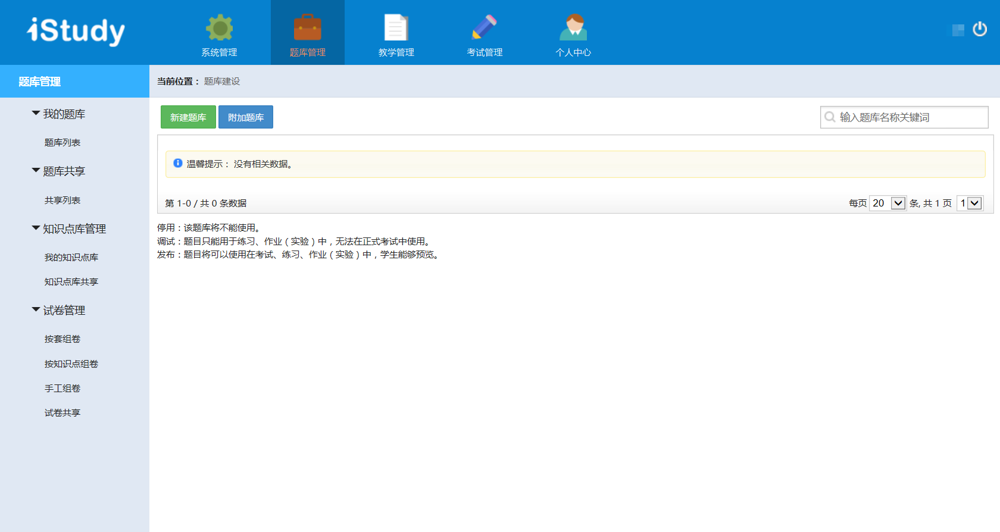 iStudy
系统管理
题库管理
教学管理
考试管理
个人中心
题库管理
当前位置： 题库建设
我的题库
题库列表
题库共享
共享列表
知识点库管理
我的知识点库
知识点库共享
试卷管理
按套组卷
按知识点组卷
手工组卷
试卷共享
新建题库 附加题库
输入题库名称关键词
温馨提示： 没有相关数据。
第 1-0 / 共 0 条数据
每页 20 条, 共 1 页 1
停用：该题库将不能使用。
调试：题目只能用于练习、作业（实验）中，无法在正式考试中使用。
发布：题目将可以使用在考试、练习、作业（实验）中，学生能够预览。